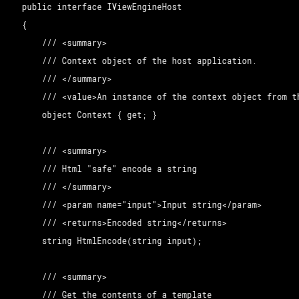 public interface IViewEngineHost
{
/// <summary>
/// Context object of the host application.
/// </summary>
/// <value>An instance of the context object from
object Context { get; }
/// <summary>
/// Html "safe" encode a string
/// </summary>
/// <param name="input">Input string</param>
/// <returns>Encoded string</returns>
string HtmlEncode(string input);
/// <summary>
/// Get the contents of a template